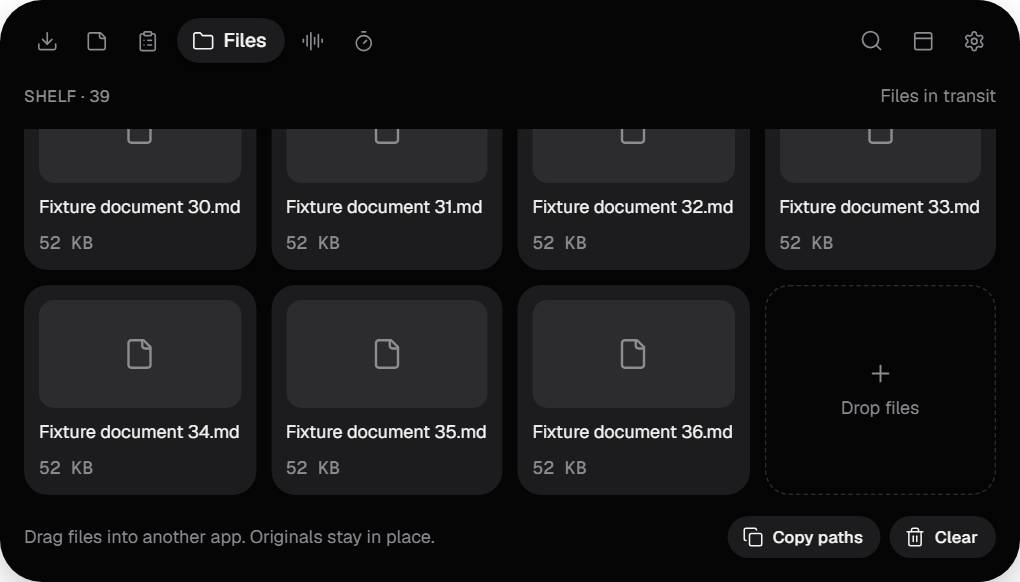 Files
SHELF · 39
Files in transit
Fixture document 30.md
Fixture document 31.md
Fixture document 32.md
Fixture document 33.md
52 KB
52 KB
52 KB
52 KB
Fixture document 34.md
Fixture document 35.md
Fixture document 36.md
52 KB
52 KB
52 KB
Drop files
Drag files into another app. Originals stay in place.
Copy paths
Clear